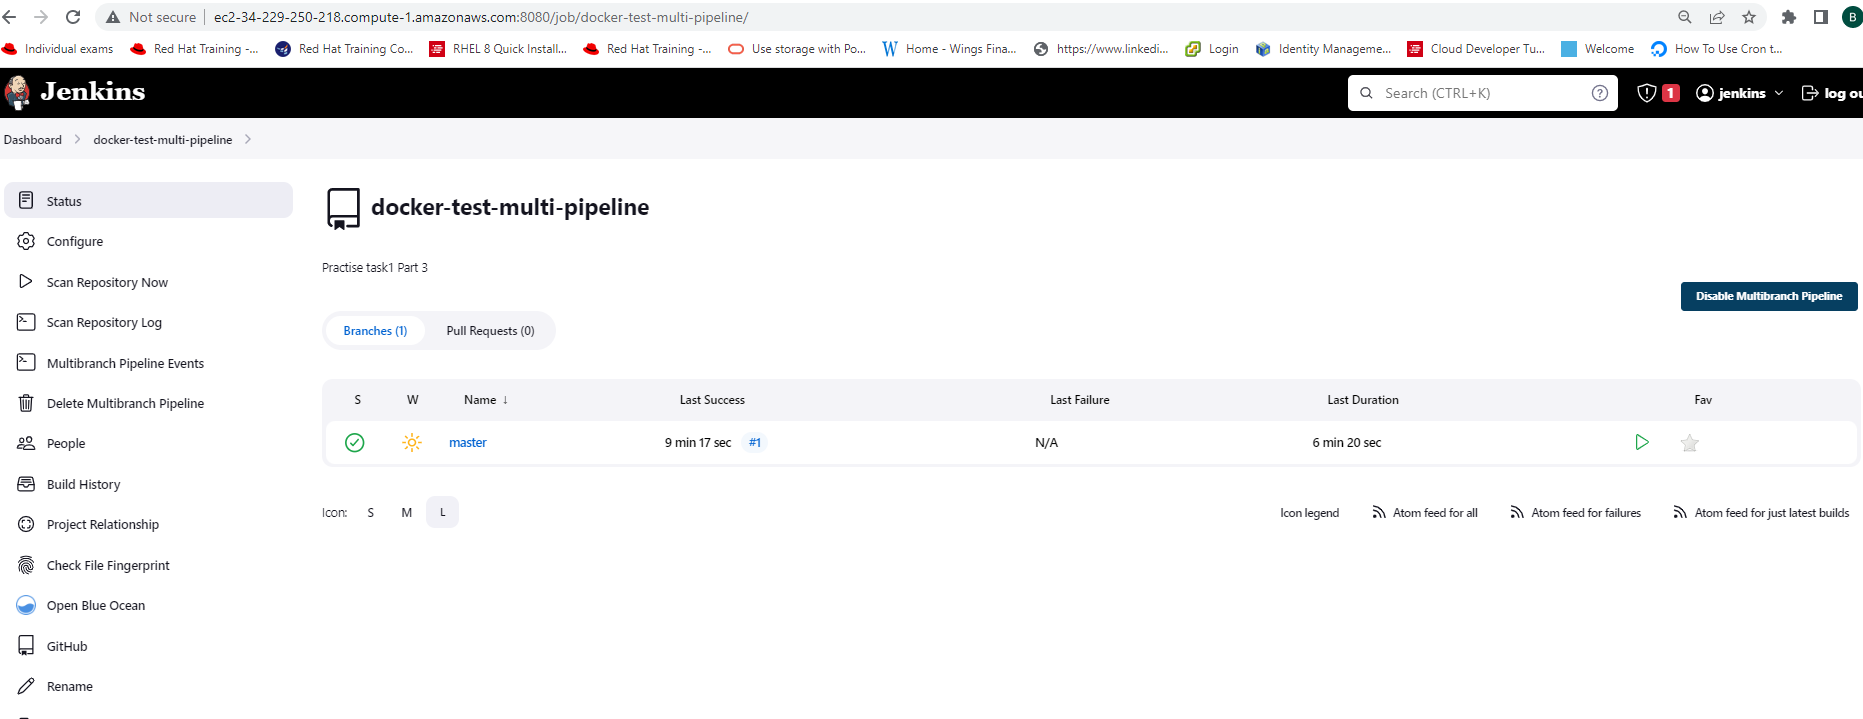 Not secure ec2-34-229-250-218.compute-1.amazonaws.com:8080/job/docker-test-multi-pipeline/ B
Individual exams Red Hat Training -... Red Hat Training Co... RHEL 8 Quick Install... Red Hat Training -... Use storage with Po... Home - Wings Fina... https://www.linkedi... Login Identity Manageme... Cloud Developer Tu... Welcome How To Use Cron t...
Jenkins Search (CTRL+K) 1 jenkins log ou
Dashboard docker-test-multi-pipeline
Status
Configure
Scan Repository Now
Scan Repository Log
Multibranch Pipeline Events
Delete Multibranch Pipeline
People
Build History
Project Relationship
Check File Fingerprint
Open Blue Ocean
GitHub
Rename
docker-test-multi-pipeline
Practise task1 Part 3
Disable Multibranch Pipeline
Branches (1) Pull Requests (0)
S W Name ↓ Last Success Last Failure Last Duration Fav
master 9 min 17 sec #1 N/A 6 min 20 sec
Icon: S M L Icon legend Atom feed for all Atom feed for failures Atom feed for just latest builds